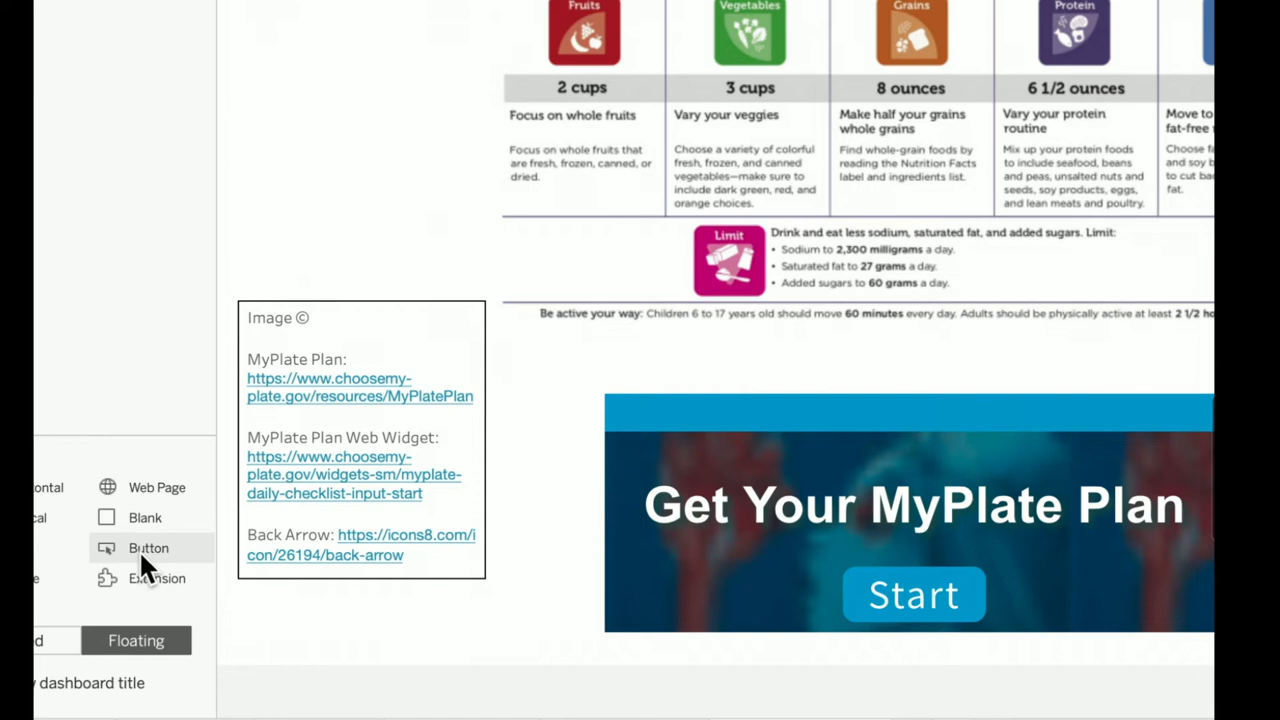 Fruits
Vegetables
Grains
Protein
2 cups
3 cups
8 ounces
6 1/2 ounces
Focus on whole fruits
Focus on whole fruits that
are fresh, frozen, canned, or
dried.
Vary your veggies
Choose a variety of colorful
fresh, frozen, and canned
vegetables—make sure to
include dark green, red, and
orange choices.
Make half your grains
whole grains
Find whole-grain foods by
reading the Nutrition Facts
label and ingredients list.
Vary your protein
routine
Mix up your protein foods
to include seafood, beans
and peas, unsalted nuts and
seeds, soy products, eggs,
and lean meats and poultry.
Move to
fat-free
Choose
and soy
to cut
fat.
Limit
Drink and eat less sodium, saturated fat, and added sugars. Limit:
• Sodium to 2,300 milligrams a day.
• Saturated fat to 27 grams a day.
• Added sugars to 60 grams a day.
Be active your way: Children 6 to 17 years old should move 60 minutes every day. Adults should be physically active at least 2 1/2
Image ©
MyPlate Plan:
https://www.choosemy-
plate.gov/resources/MyPlatePlan
MyPlate Plan Web Widget:
https://www.choosemy-
plate.gov/widgets-sm/myplate-
daily-checklist-input-start
Back Arrow: https://icons8.com/i
con/26194/back-arrow
Get Your MyPlate Plan
Start
ontal
Web Page
cal
Blank
Button
Extension
Floating
dashboard title